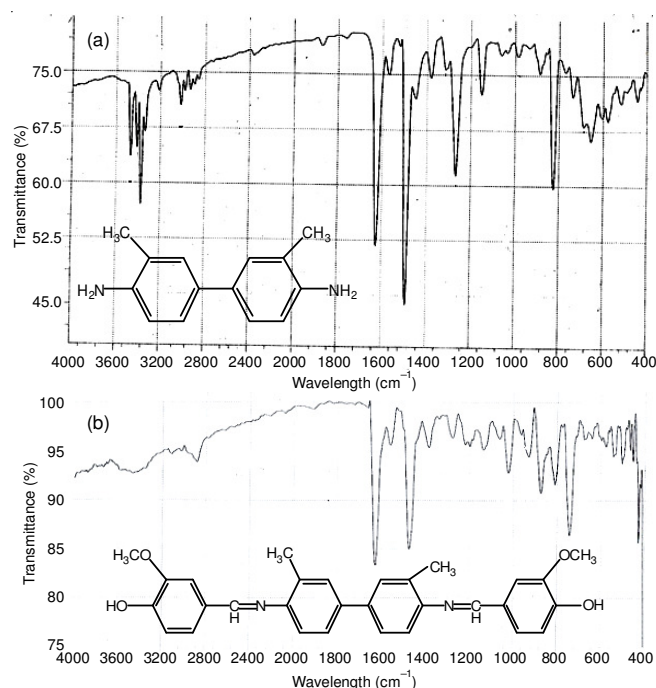 (a)
75.0
67.5
60.0
52.5
45.0
Transmittance (%)
H₃C
CH₃
H₂N
NH₂
4000 3600 3200 2800 2400 2000 1600 1400 1200 1000 800 600 400
Wavelength (cm⁻¹)
(b)
100
95
90
85
80
75
Transmittance (%)
H₃CO
H₃C
CH₃
OCH₃
HO
C
H
N
N
C
H
OH
4000 3600 3200 2800 2400 2000 1600 1400 1200 1000 800 600 400
Wavelength (cm⁻¹)